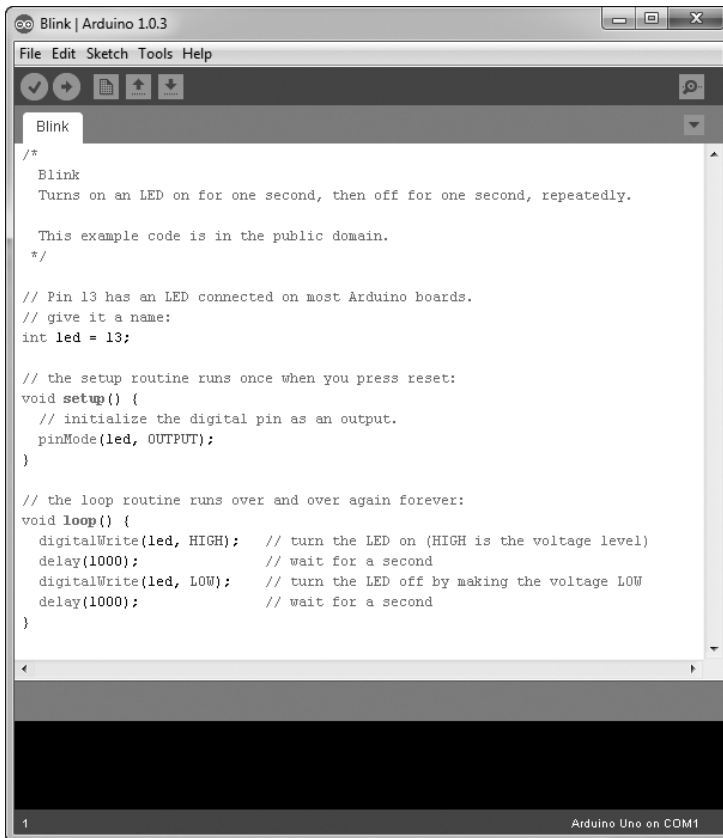 Blink | Arduino 1.0.3
File Edit Sketch Tools Help
Blink
/*
  Blink
  Turns on an LED on for one second, then off for one second, repeatedly.

  This example code is in the public domain.
 */

// Pin 13 has an LED connected on most Arduino boards.
// give it a name:
int led = 13;

// the setup routine runs once when you press reset:
void setup() {
  // initialize the digital pin as an output.
  pinMode(led, OUTPUT);
}

// the loop routine runs over and over again forever:
void loop() {
  digitalWrite(led, HIGH);   // turn the LED on (HIGH is the voltage level)
  delay(1000);               // wait for a second
  digitalWrite(led, LOW);    // turn the LED off by making the voltage LOW
  delay(1000);               // wait for a second
}
1 Arduino Uno on COM1